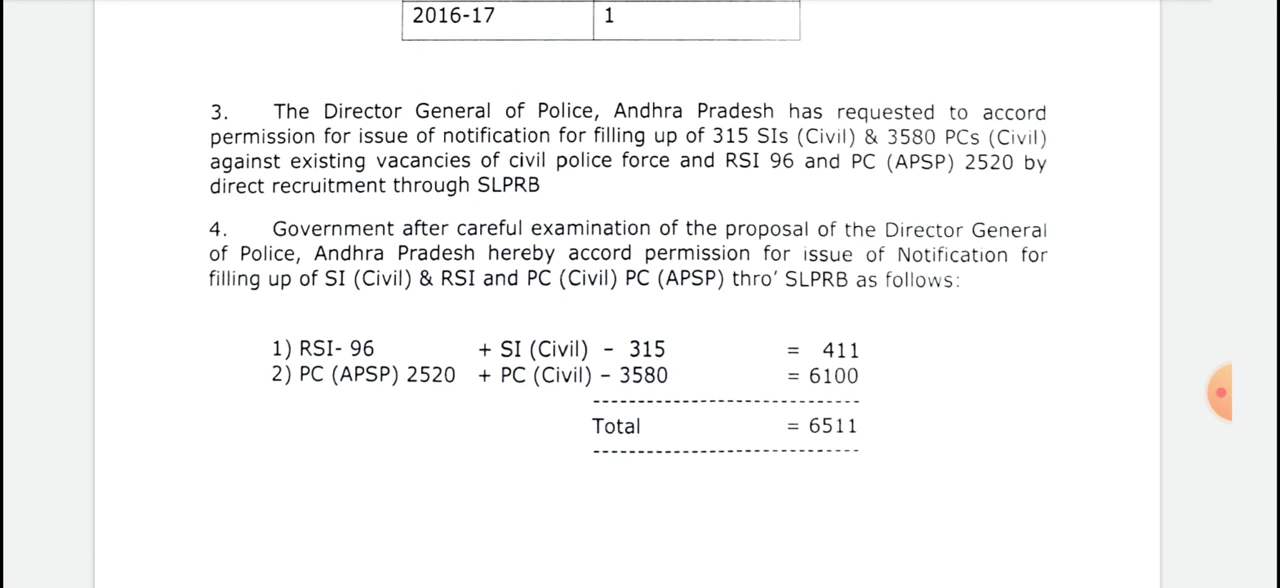 2016-17 1
3. The Director General of Police, Andhra Pradesh has requested to accord
permission for issue of notification for filling up of 315 SIs (Civil) & 3580 PCs (Civil)
against existing vacancies of civil police force and RSI 96 and PC (APSP) 2520 by
direct recruitment through SLPRB
4. Government after careful examination of the proposal of the Director General
of Police, Andhra Pradesh hereby accord permission for issue of Notification for
filling up of SI (Civil) & RSI and PC (Civil) PC (APSP) thro' SLPRB as follows:
1) RSI- 96 + SI (Civil) - 315 = 411
2) PC (APSP) 2520 + PC (Civil) – 3580 = 6100
Total = 6511